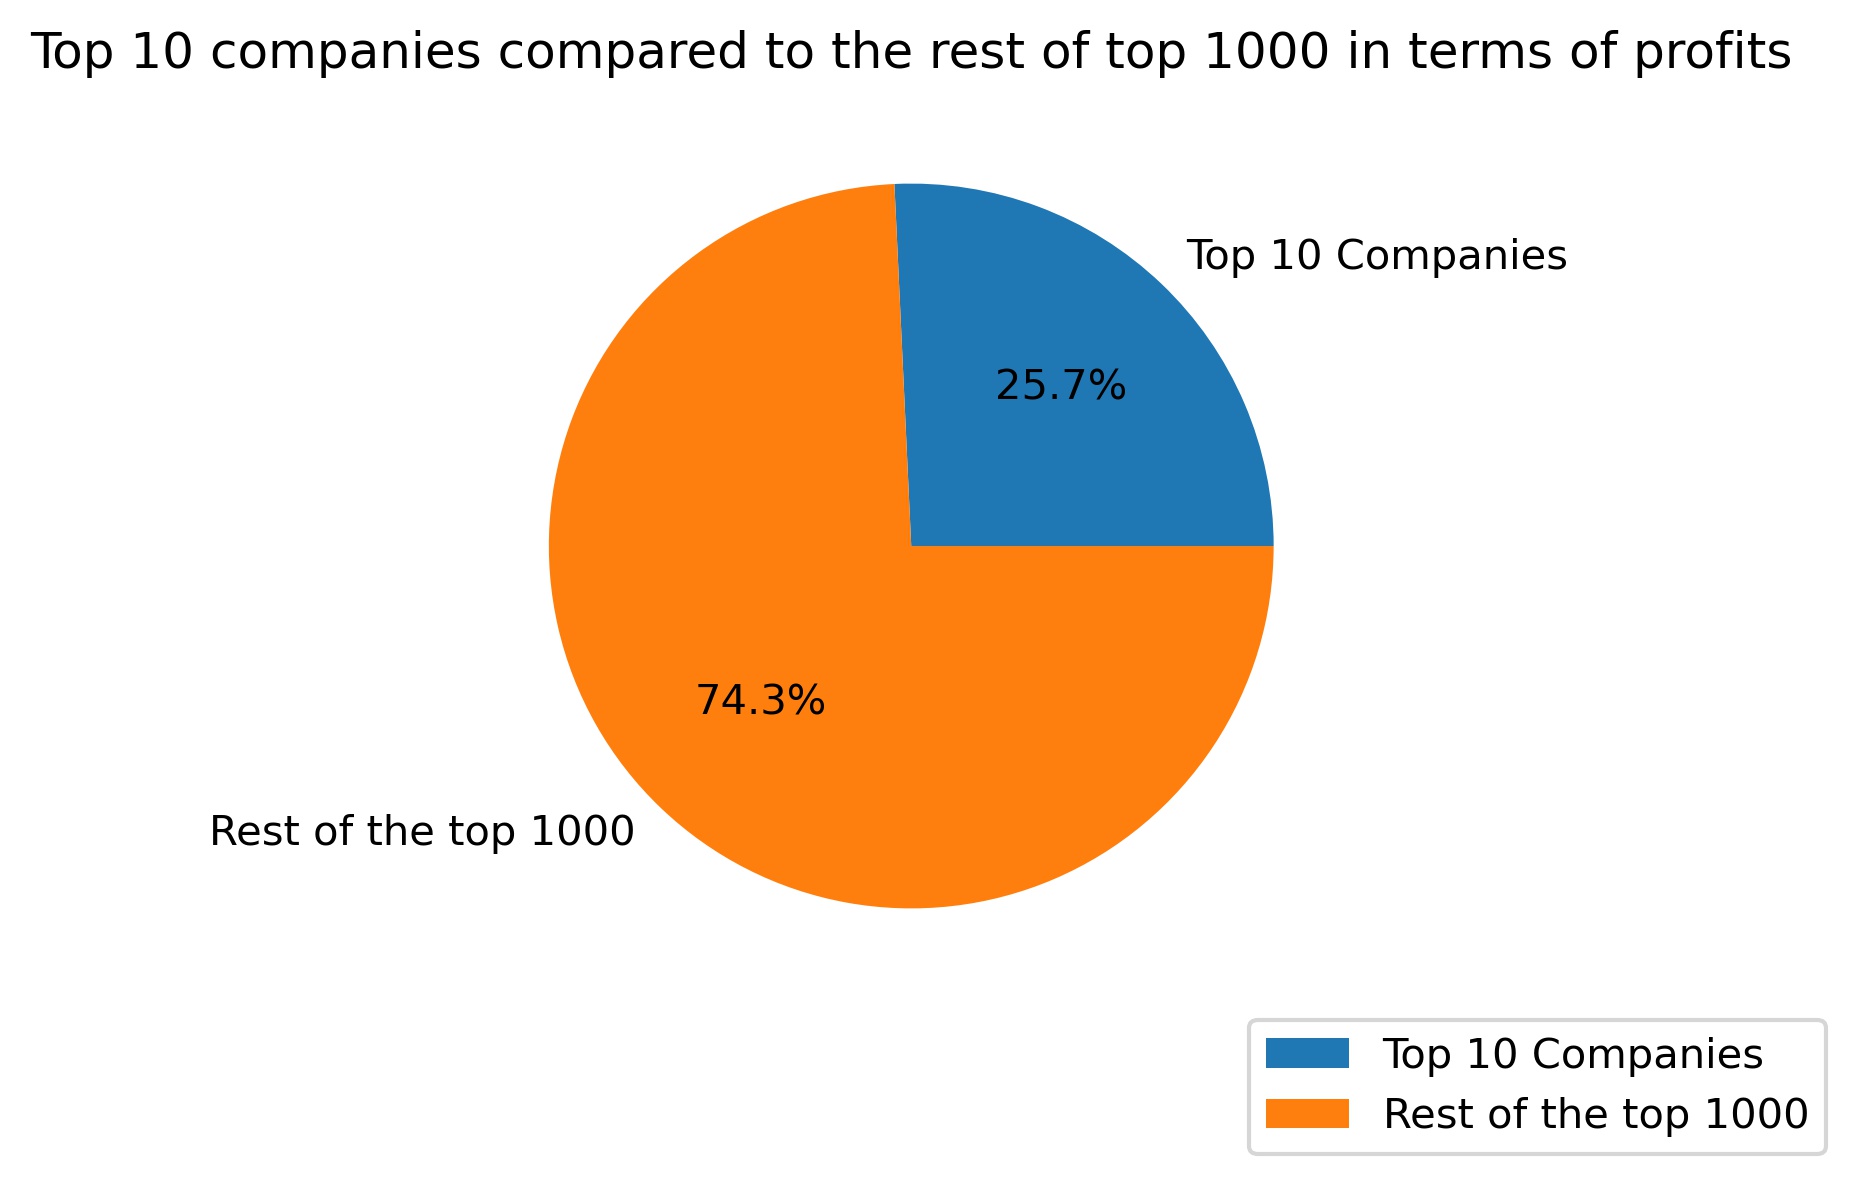 Top 10 companies compared to the rest of top 1000 in terms of profits
Top 10 Companies
25.7%
74.3%
Rest of the top 1000
Top 10 Companies
Rest of the top 1000